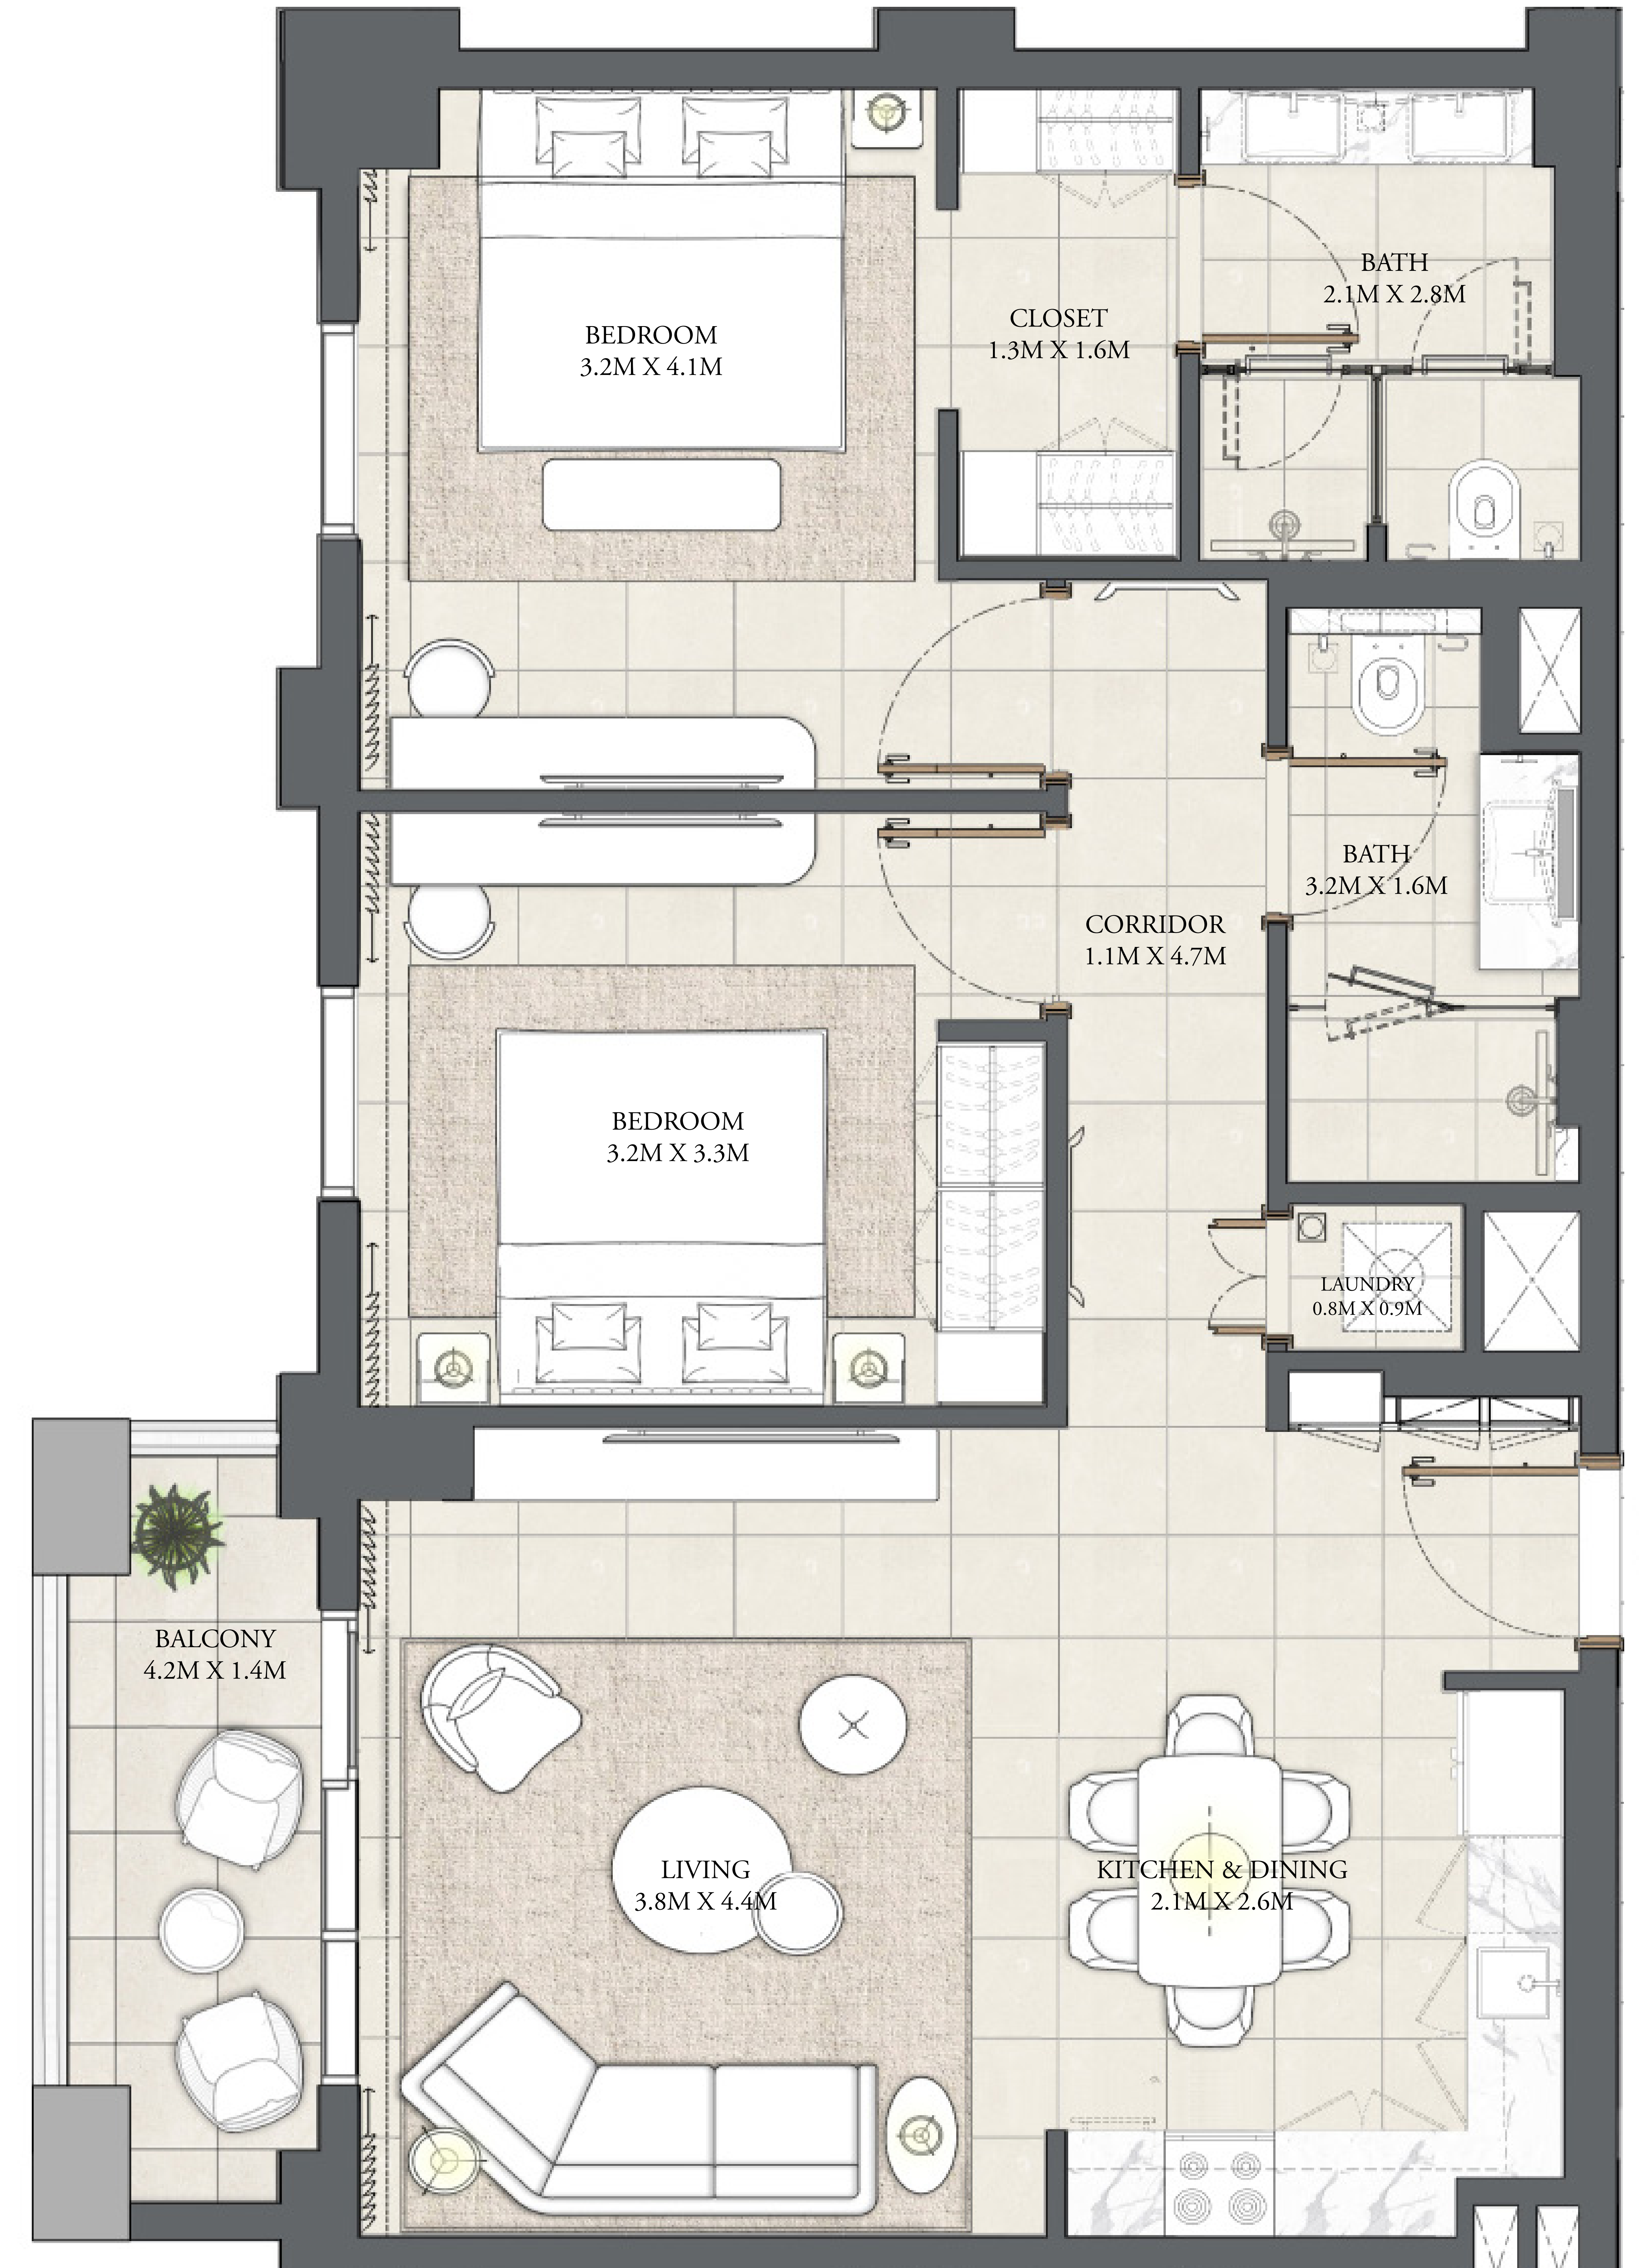 BEDROOM
3.2M X 4.1M
CLOSET
1.3M X 1.6M
BATH
2.1M X 2.8M
BATH
3.2M X 1.6M
CORRIDOR
1.1M X 4.7M
BEDROOM
3.2M X 3.3M
LAUNDRY
0.8M X 0.9M
BALCONY
4.2M X 1.4M
LIVING
3.8M X 4.4M
KITCHEN & DINING
2.1M X 2.6M